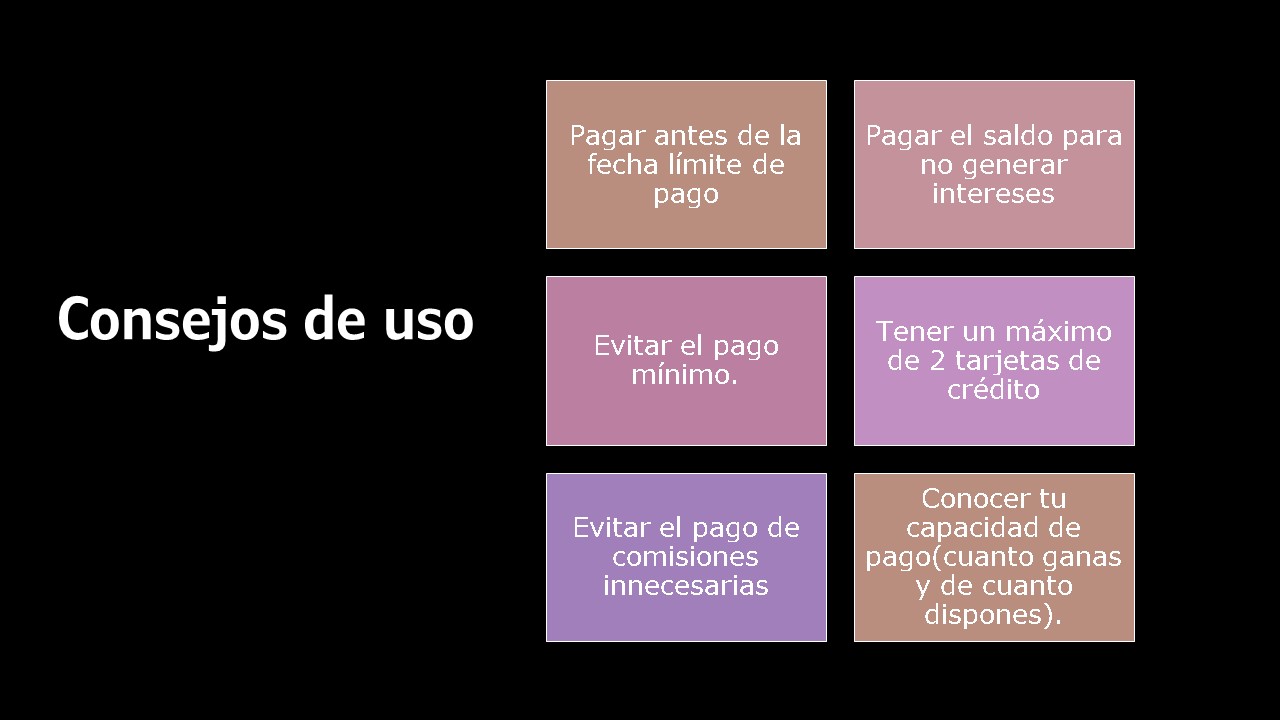 Consejos de uso
Pagar antes de la
fecha límite de
pago
Pagar el saldo para
no generar
intereses
Evitar el pago
mínimo.
Tener un máximo
de 2 tarjetas de
crédito
Evitar el pago de
comisiones
innecesarias
Conocer tu
capacidad de
pago(cuanto ganas
y de cuanto
dispones).